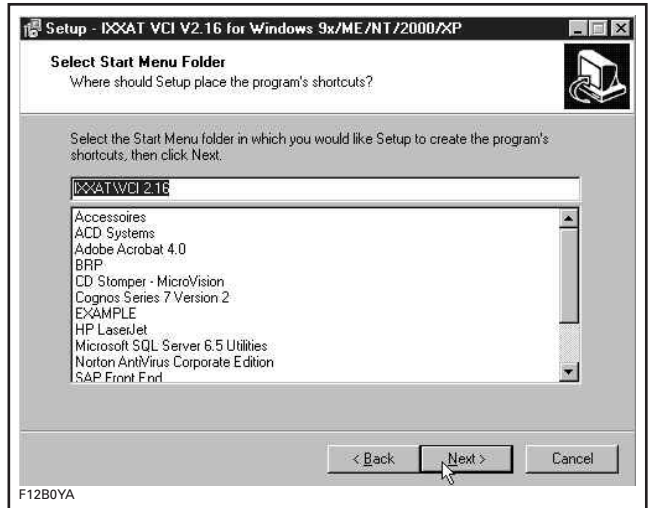 Setup - IXXAT VCI V2.16 for Windows 9x/ME/NT/2000/XP
Select Start Menu Folder
Where should Setup place the program's shortcuts?
Select the Start Menu folder in which you would like Setup to create the program's
shortcuts, then click Next.
IXXAT\VCI 2.16
Accessoires
ACD Systems
Adobe Acrobat 4.0
BRP
CD Stomper - MicroVision
Cognos Series 7 Version 2
EXAMPLE
HP LaserJet
Microsoft SQL Server 6.5 Utilities
Norton AntiVirus Corporate Edition
SAP Front End
< Back Next > Cancel
F12B0YA